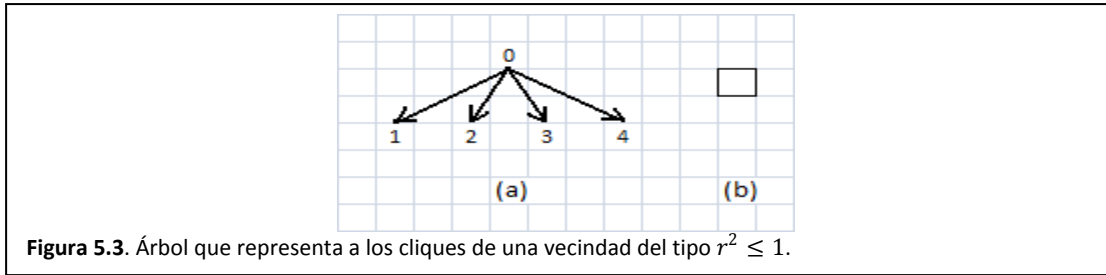 0
1 2 3 4
(a) (b)
Figura 5.3. Árbol que representa a los cliques de una vecindad del tipo r² ≤ 1.